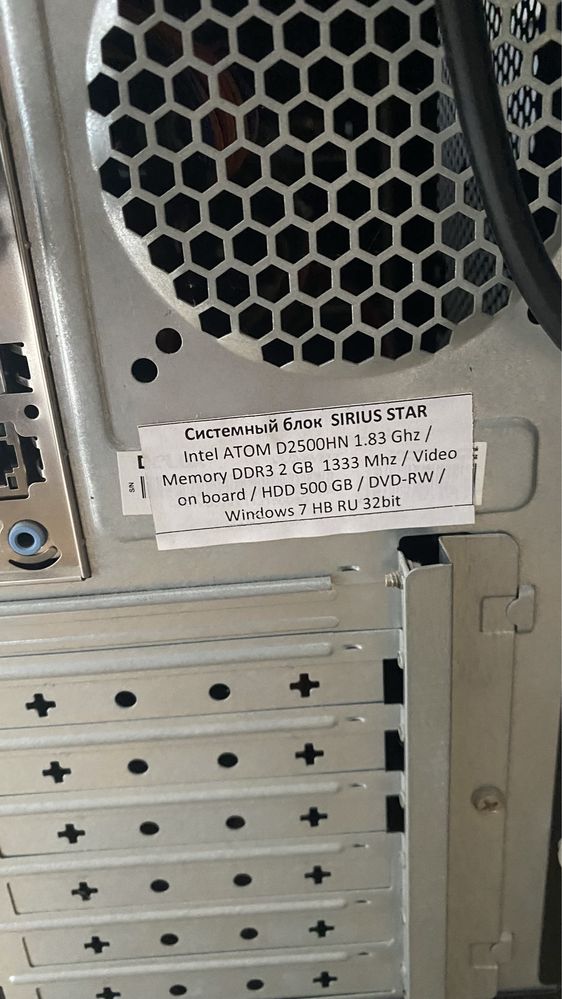 Системный блок SIRIUS STAR
Intel ATOM D2500HN 1.83 Ghz /
Memory DDR3 2 GB 1333 Mhz / Video
on board / HDD 500 GB / DVD-RW /
Windows 7 HB RU 32bit
S/N